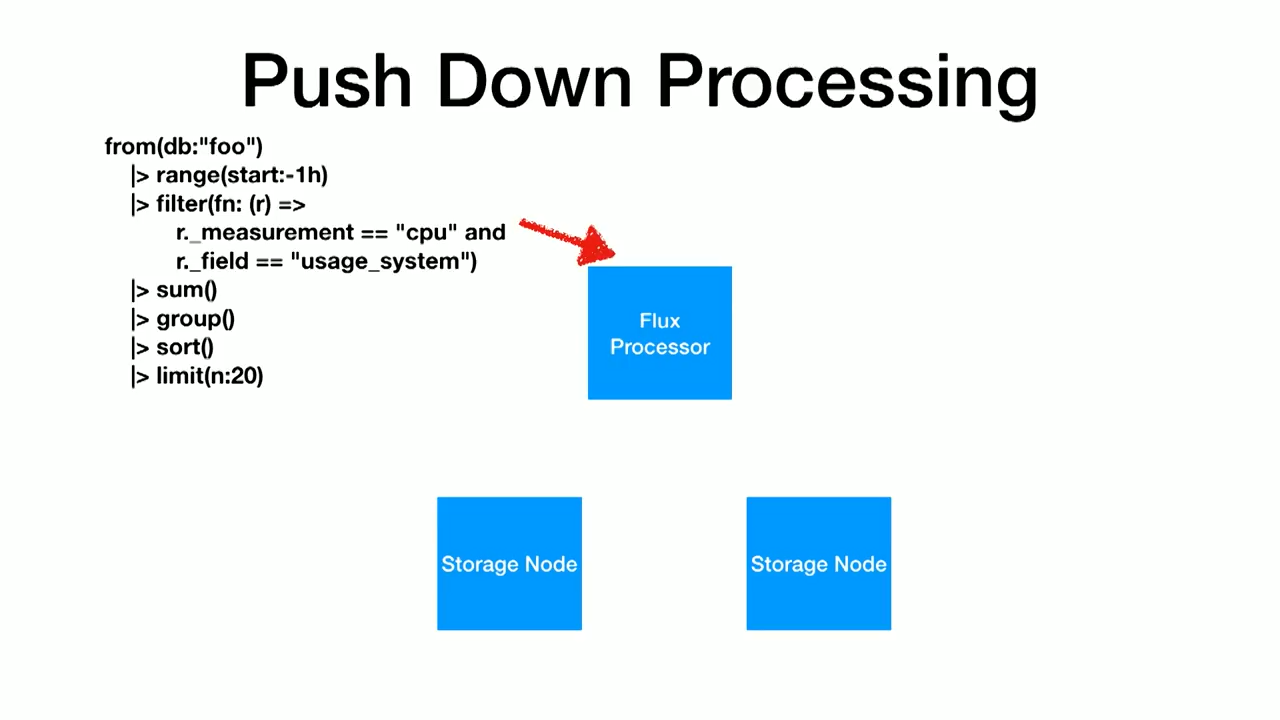 Push Down Processing
from(db:"foo")
|> range(start:-1h)
|> filter(fn: (r) =>
r._measurement == "cpu" and
r._field == "usage_system")
|> sum()
|> group()
|> sort()
|> limit(n:20)
Flux
Processor
Storage Node
Storage Node